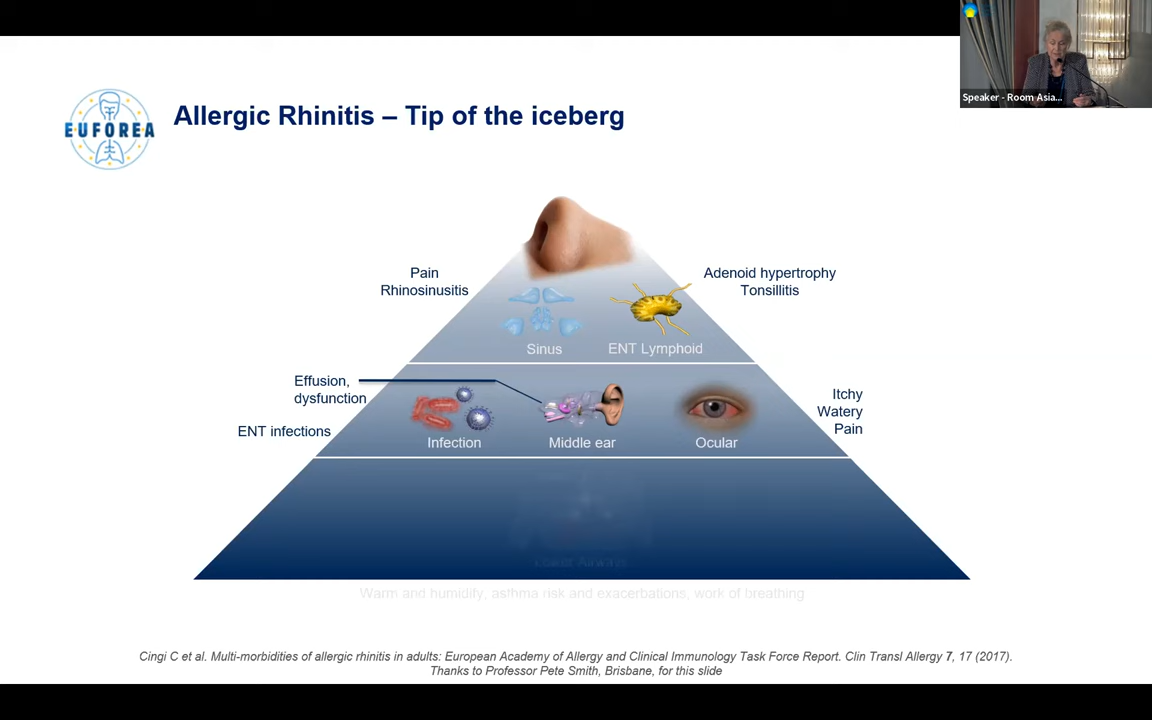 Speaker - Room Asia...
EUFOREA
Allergic Rhinitis – Tip of the iceberg
Pain
Rhinosinusitis
Adenoid hypertrophy
Tonsillitis
Sinus
ENT Lymphoid
Effusion,
dysfunction
ENT infections
Itchy
Watery
Pain
Infection
Middle ear
Ocular
Lower Airways
Warm and humidity, asthma risk and exacerbations, work of breathing
Cingi C et al. Multi-morbidities of allergic rhinitis in adults: European Academy of Allergy and Clinical Immunology Task Force Report. Clin Transl Allergy 7, 17 (2017).
Thanks to Professor Pete Smith, Brisbane, for this slide